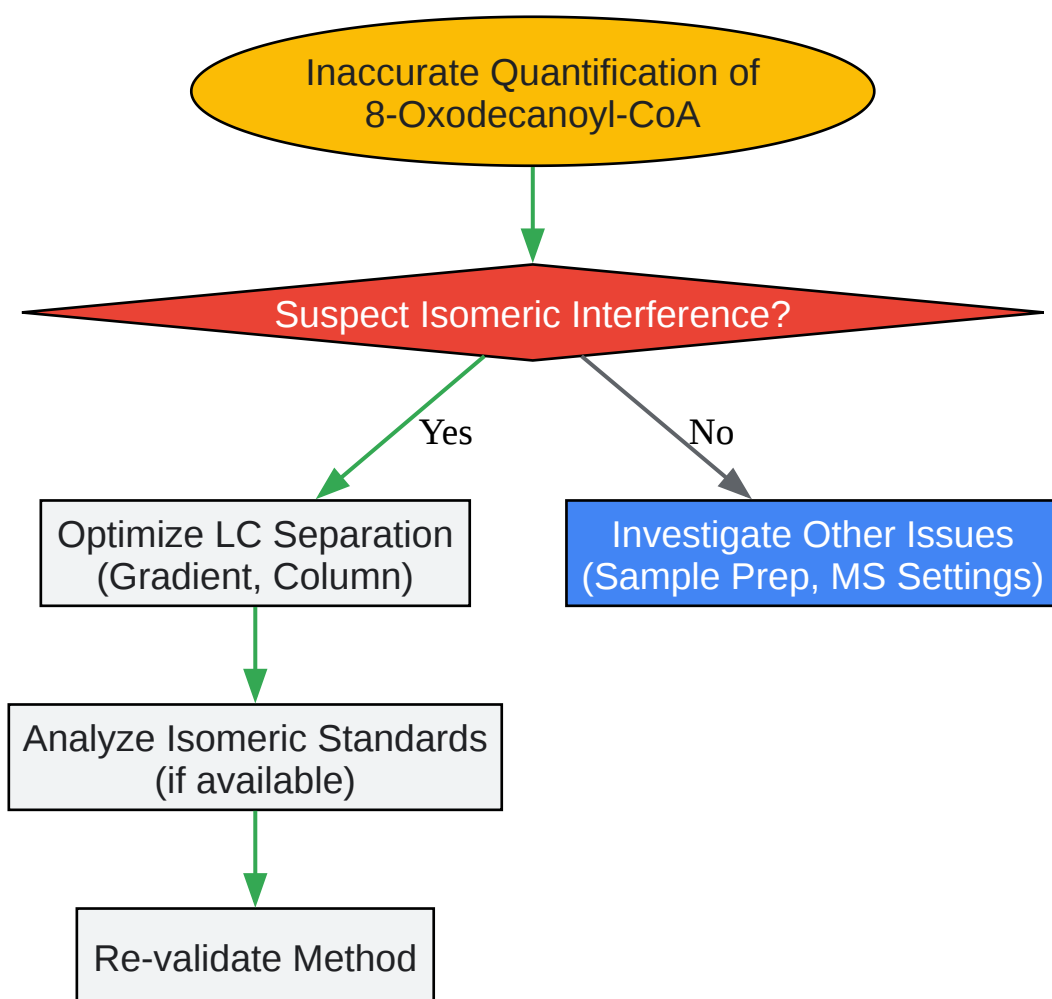 Inaccurate Quantification of
8-Oxodecanoyl-CoA
Suspect Isomeric Interference?
Yes
No
Optimize LC Separation
(Gradient, Column)
Investigate Other Issues
(Sample Prep, MS Settings)
Analyze Isomeric Standards
(if available)
Re-validate Method